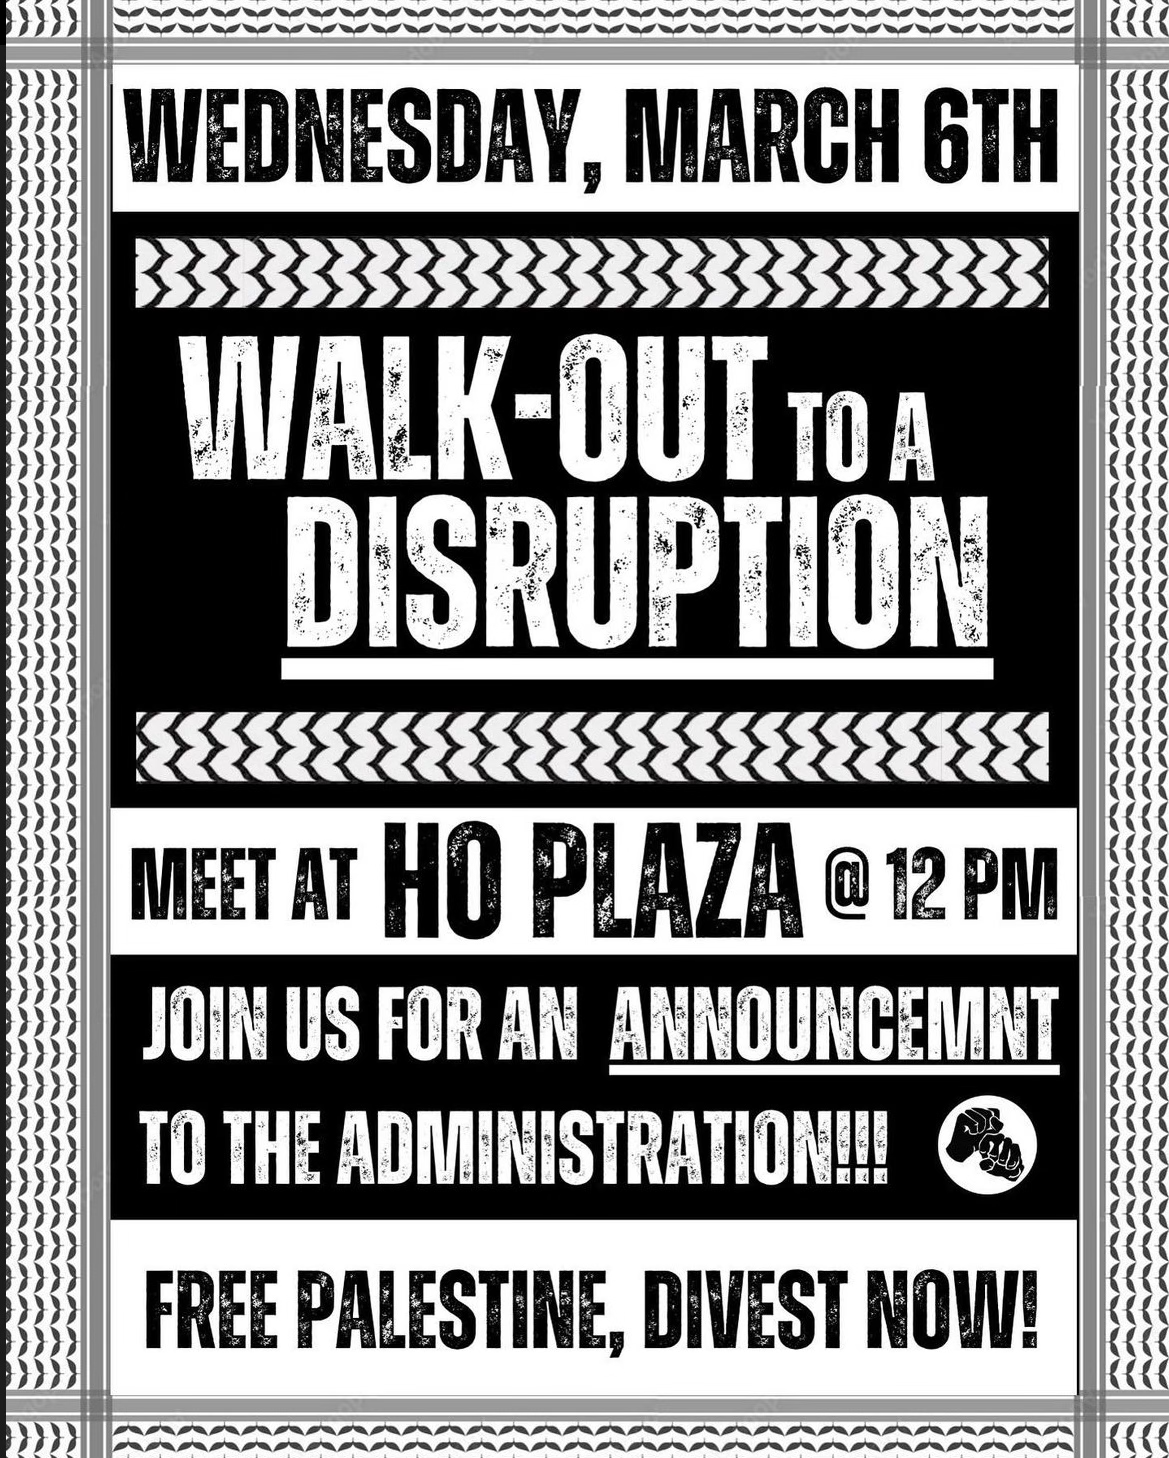 WEDNESDAY, MARCH 6TH
WALK-OUT TO A
DISRUPTION
MEET AT HO PLAZA @ 12 PM
JOIN US FOR AN ANNOUNCEMNT
TO THE ADMINISTRATION!!!
FREE PALESTINE, DIVEST NOW!